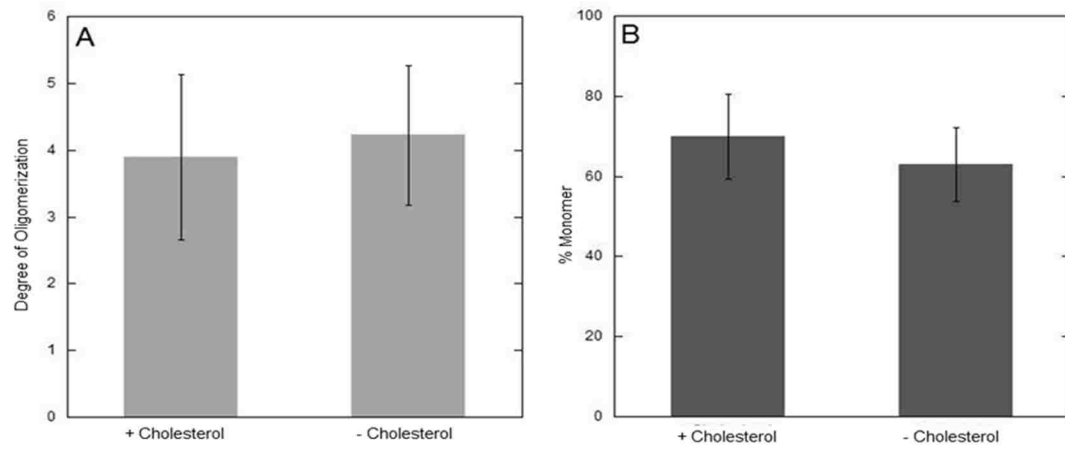 A
6
5
4
3
2
1
0
Degree of Oligomerization
+ Cholesterol
- Cholesterol
B
100
80
60
40
20
0
% Monomer
+ Cholesterol
- Cholesterol